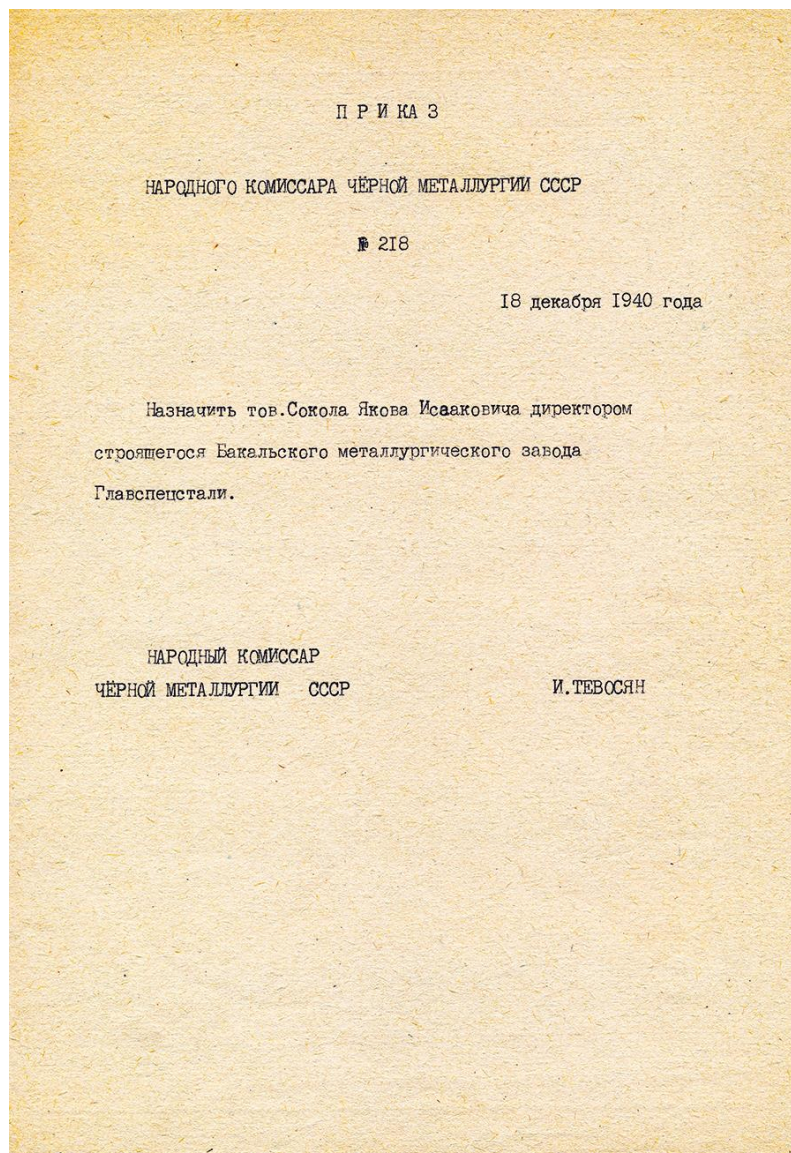 П Р И К А З
НАРОДНОГО КОМИССАРА ЧЁРНОЙ МЕТАЛЛУРГИИ СССР
№ 218
18 декабря 1940 года
Назначить тов.Сокола Якова Исааковича директором
строящегося Бакальского металлургического завода
Главспецстали.
НАРОДНЫЙ КОМИССАР
ЧЁРНОЙ МЕТАЛЛУРГИИ СССР И.ТЕВОСЯН